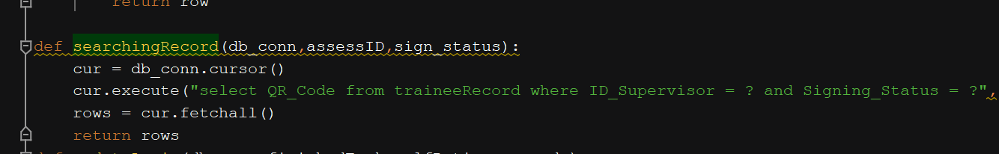 return row
def searchingRecord(db_conn,assessID,sign_status):
cur = db_conn.cursor()
cur.execute("select QR_Code from traineeRecord where ID_Supervisor = ? and Signing_Status = ?",
rows = cur.fetchall()
return rows